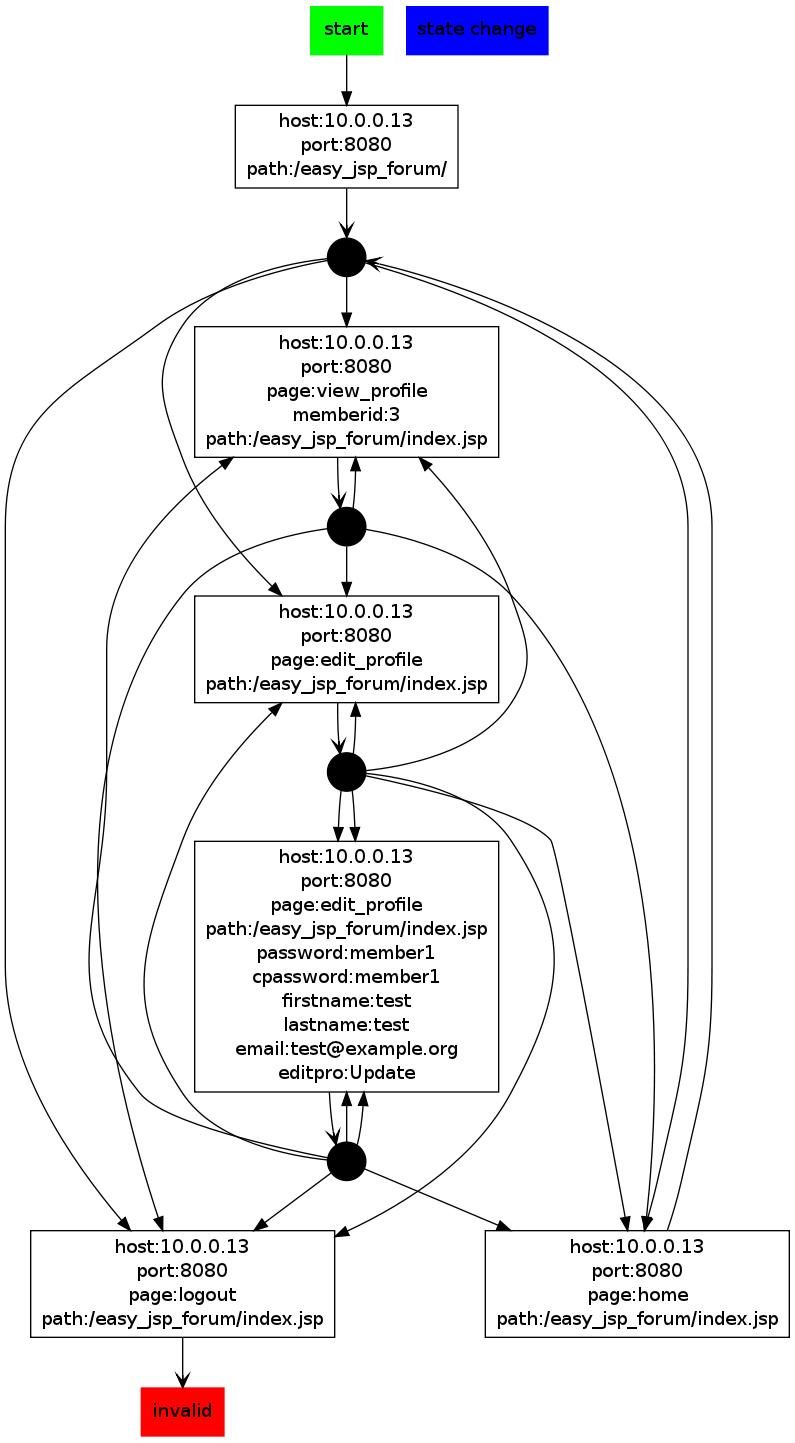 start
state change
host:10.0.0.13
port:8080
path:/easy_jsp_forum/
host:10.0.0.13
port:8080
page:view_profile
memberid:3
path:/easy_jsp_forum/index.jsp
host:10.0.0.13
port:8080
page:edit_profile
path:/easy_jsp_forum/index.jsp
host:10.0.0.13
port:8080
page:edit_profile
path:/easy_jsp_forum/index.jsp
password:member1
cpassword:member1
firstname:test
lastname:test
email:test@example.org
editpro:Update
host:10.0.0.13
port:8080
page:logout
path:/easy_jsp_forum/index.jsp
host:10.0.0.13
port:8080
page:home
path:/easy_jsp_forum/index.jsp
invalid